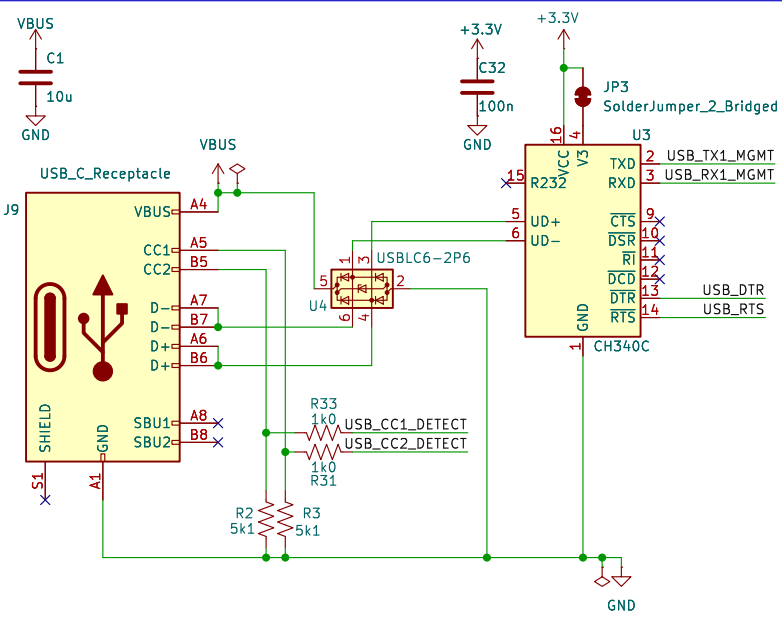 VBUS
C1
10u
GND
+3.3V
C32
100n
GND
+3.3V
JP3
SolderJumper_2_Bridged
U3
16
4
VCC
V3
15
R232
TXD
2
USB_TX1_MGMT
RXD
3
USB_RX1_MGMT
5
UD+
6
UD-
CTS
9
DSR
10
RI
11
DCD
12
DTR
13
USB_DTR
RTS
14
USB_RTS
GND
1
CH340C
VBUS
USB_C_Receptacle
J9
VBUS
A4
CC1
A5
CC2
B5
D-
A7
D-
B7
D+
A6
D+
B6
SBU1
A8
SBU2
B8
SHIELD
GND
S1
A1
USBLC6-2P6
1
3
5
2
U4
6
4
R33
1k0
USB_CC1_DETECT
USB_CC2_DETECT
1k0
R31
R2
5k1
R3
5k1
GND